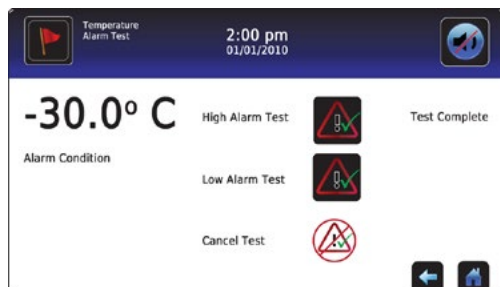 Temperature
Alarm Test
2:00 pm
01/01/2010
-30.0º C
High Alarm Test
Test Complete
Alarm Condition
Low Alarm Test
Cancel Test